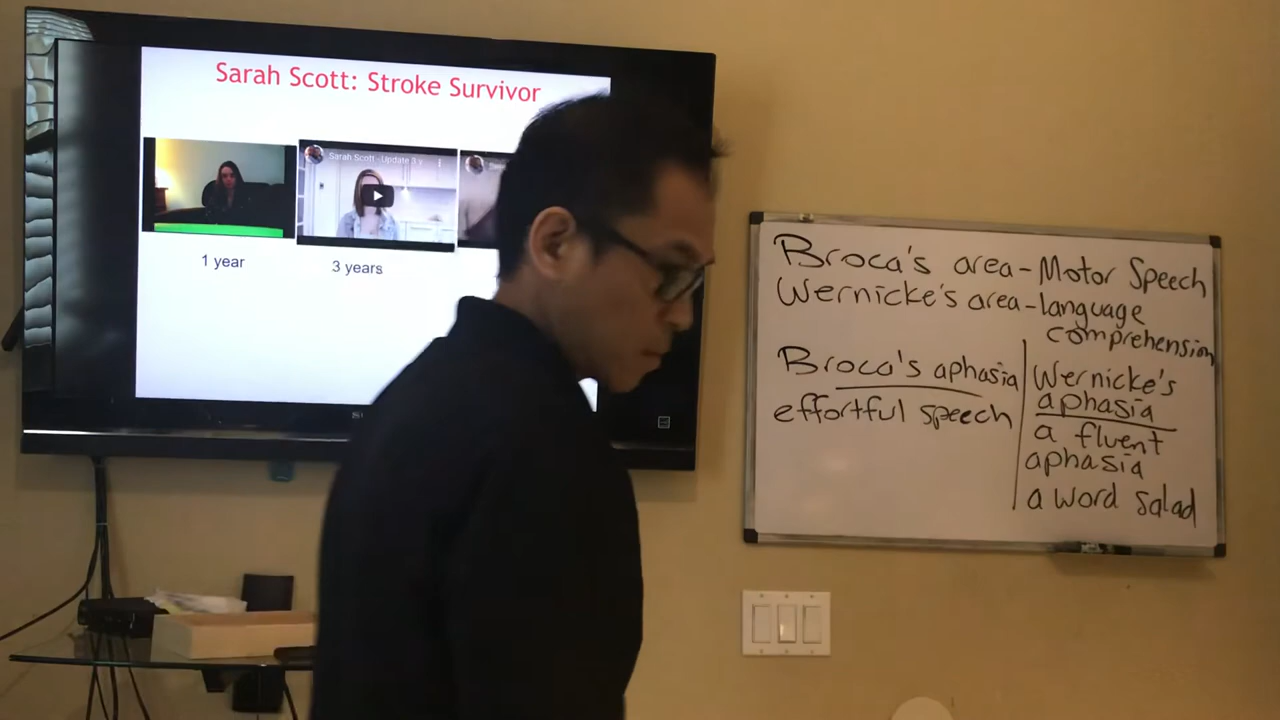 Sarah Scott: Stroke Survivor
Sarah Scott - Update 3 y
1 year
3 years
Broca's area - Motor Speech
Wernicke's area - language
comprehension
Broca's aphasia
effortful speech
Wernicke's
aphasia
a fluent
aphasia
a word salad